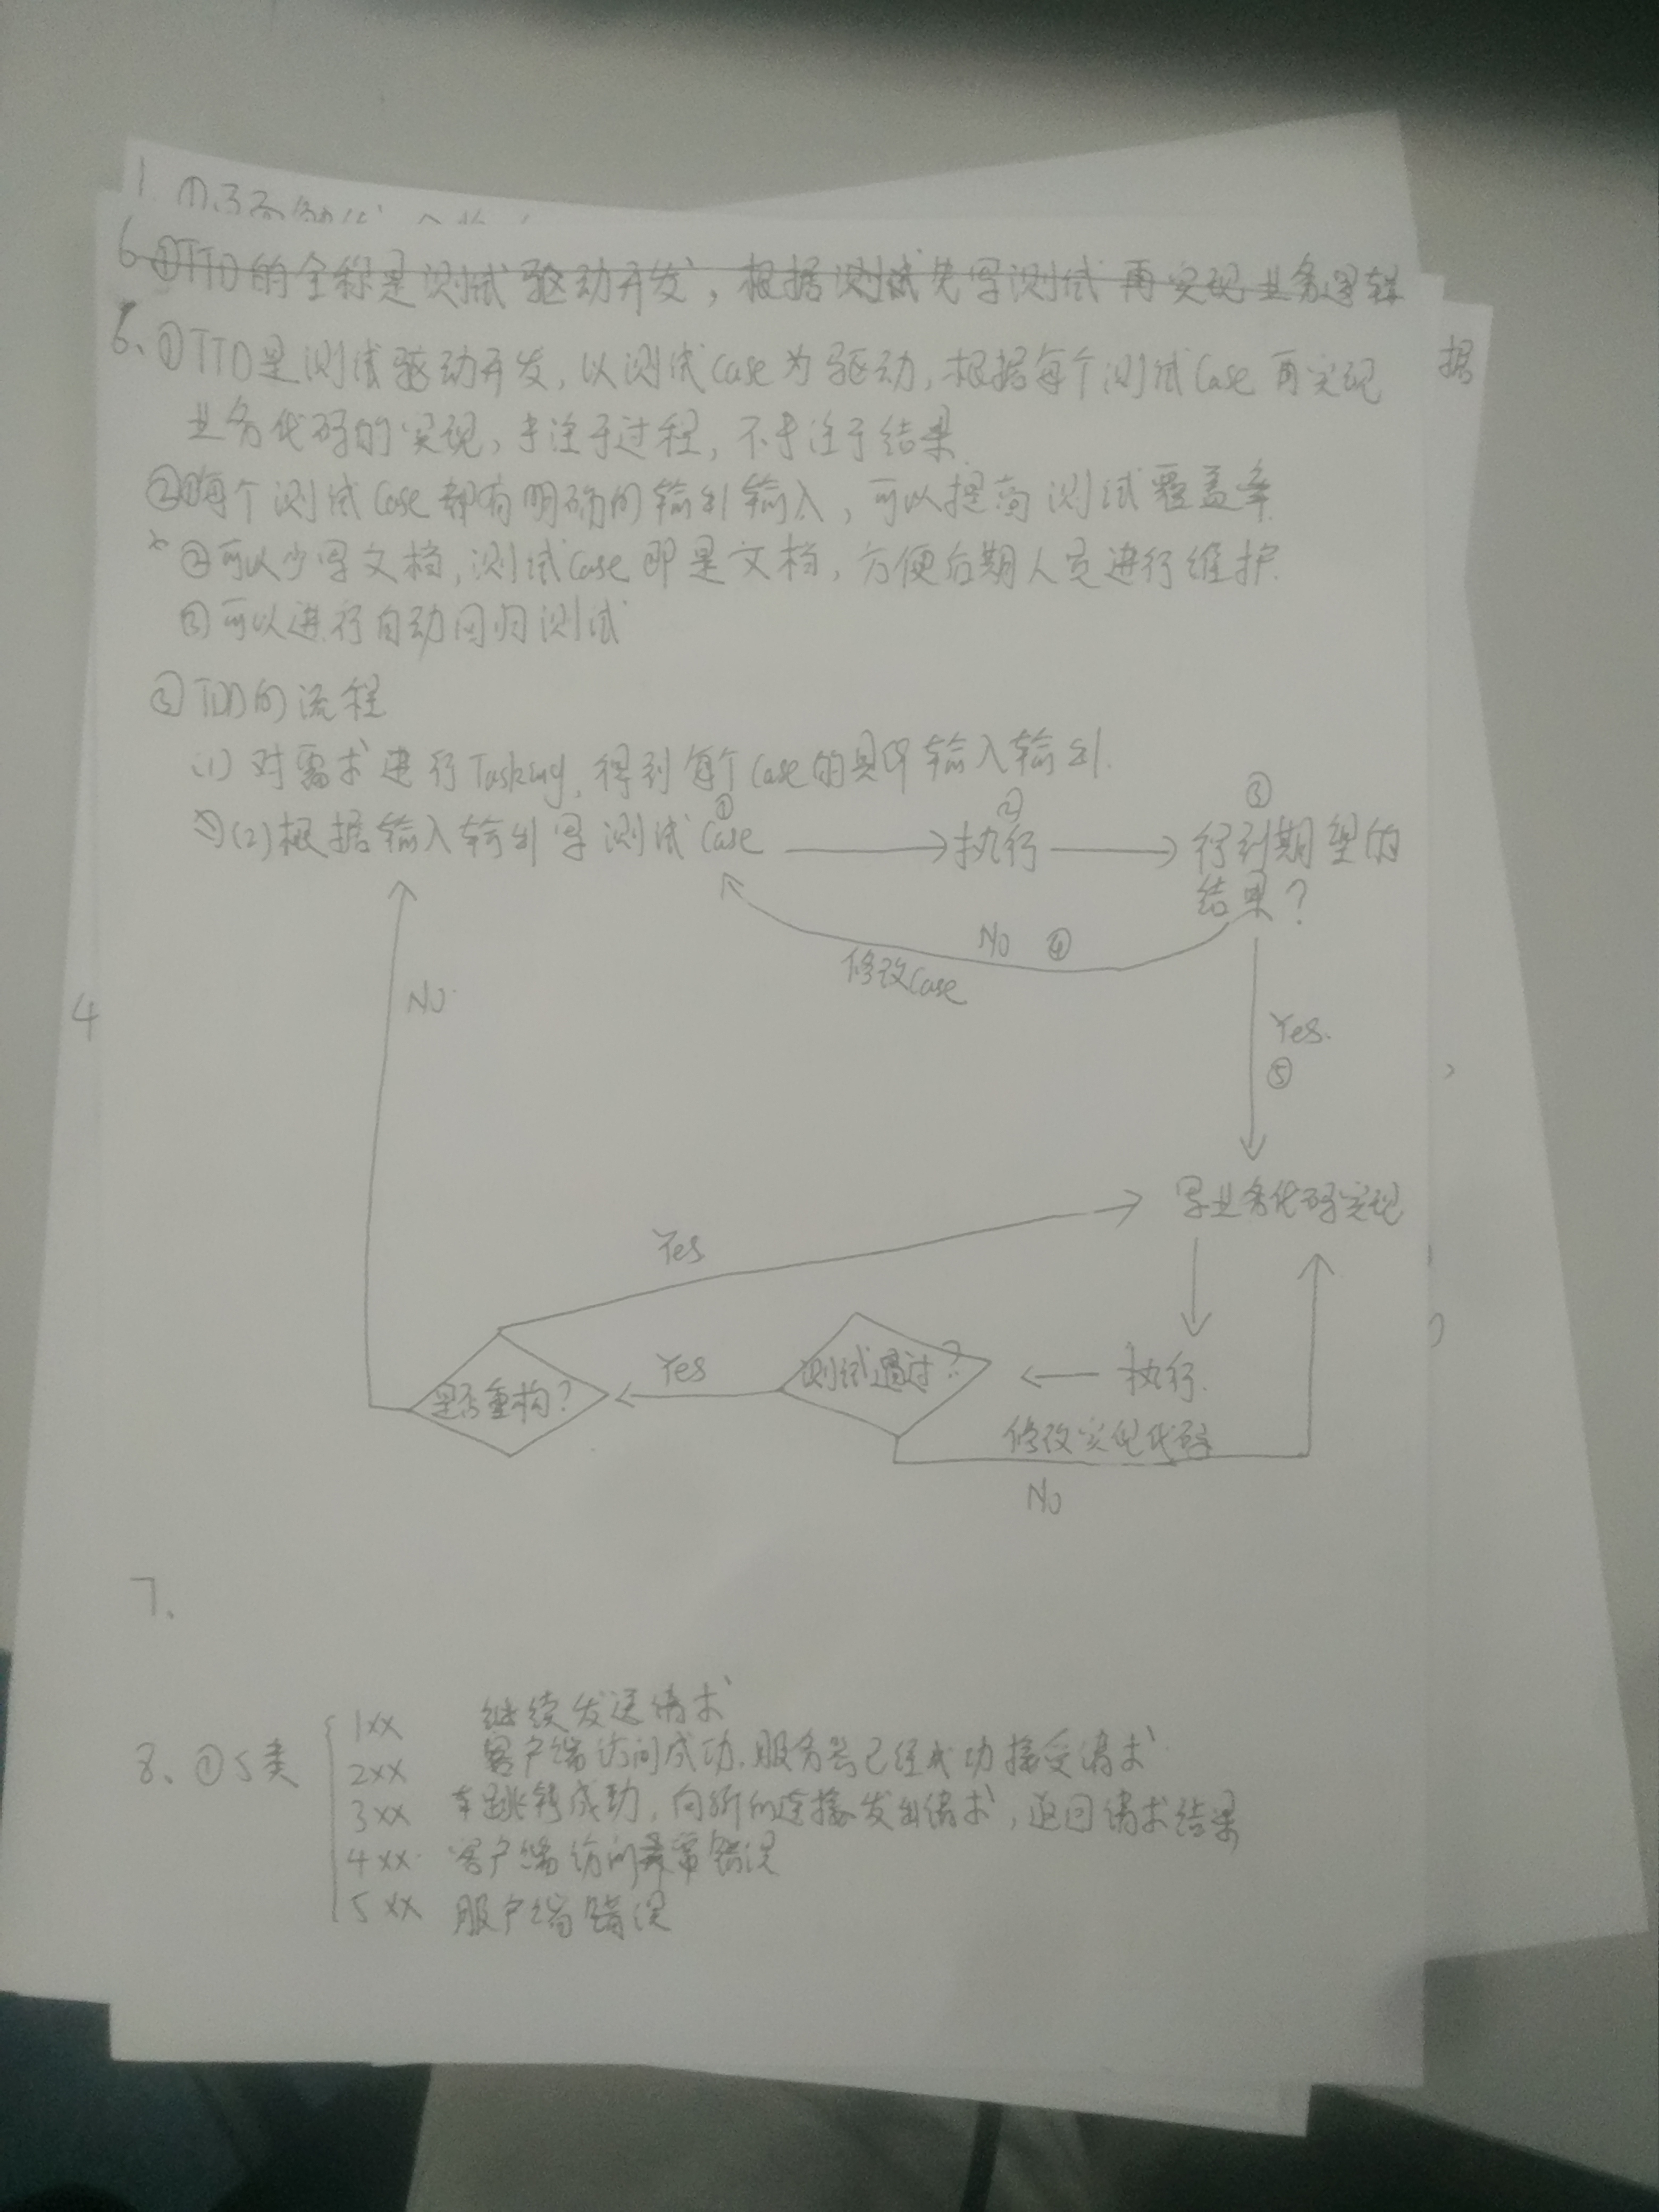 1
6 ①TTD的全称是测试驱动开发，根据测试先写测试再实现业务逻辑
6、①TTD是测试驱动开发，以测试Case为驱动，根据每个测试Case再实现
据
业务代码的实现，专注于过程，不专注于结果.
②①每个测试Case都有明确的输出输入，可以提高测试覆盖率
②可以少写文档，测试Case即是文档，方便后期人员进行维护.
③可以进行自动回归测试
③TDD的流程
(1) 对需求进行Tasking，得到每个Case的具体输入输出.
(2)根据输入输出写测试Case ① → 执行 ② → 得到期望的 ③
结果？
No ④
修改Case
No.
4
Yes.
⑤
写业务代码实现
Yes
是否重构？
Yes
测试通过？
执行.
修改实现代码
No
7.
1xx 继续发送请求
8、①5类
2xx 客户端访问成功.服务器已经成功接受请求.
3xx 跳转成功，向新的连接发出请求，返回请求结果
4xx. 客户端访问异常错误
5xx 服户端错误